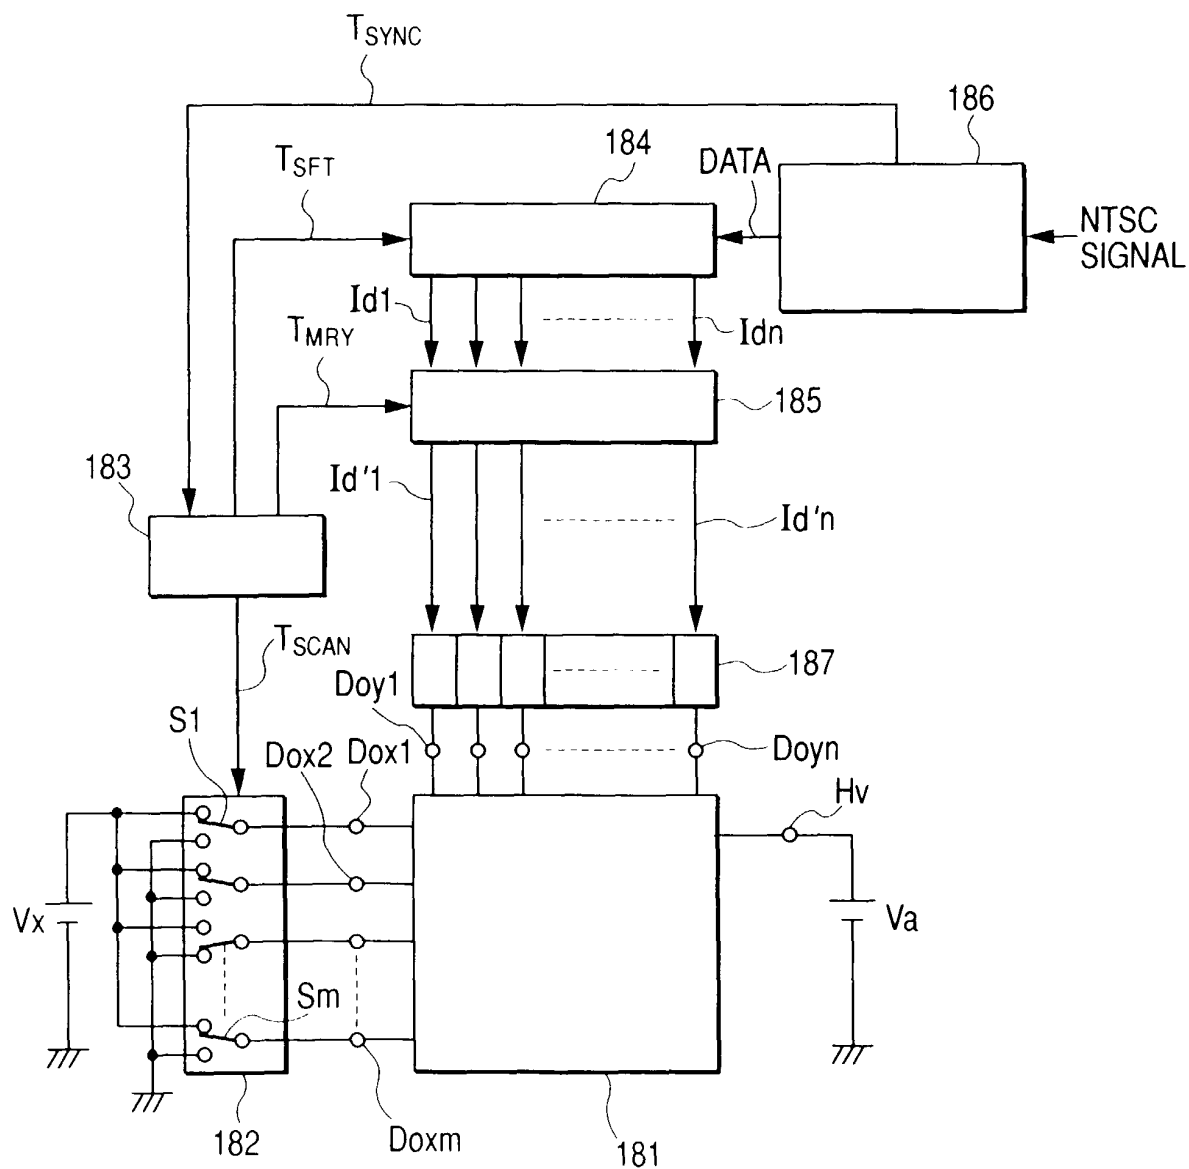 TSYNC
186
184
DATA
TSFT
NTSC
SIGNAL
Id1
Idn
TMRY
185
183
Id'1
Id'n
TSCAN
187
Doy1
S1
Dox2
Dox1
Doyn
Hv
Vx
Va
Sm
182
Doxm
181